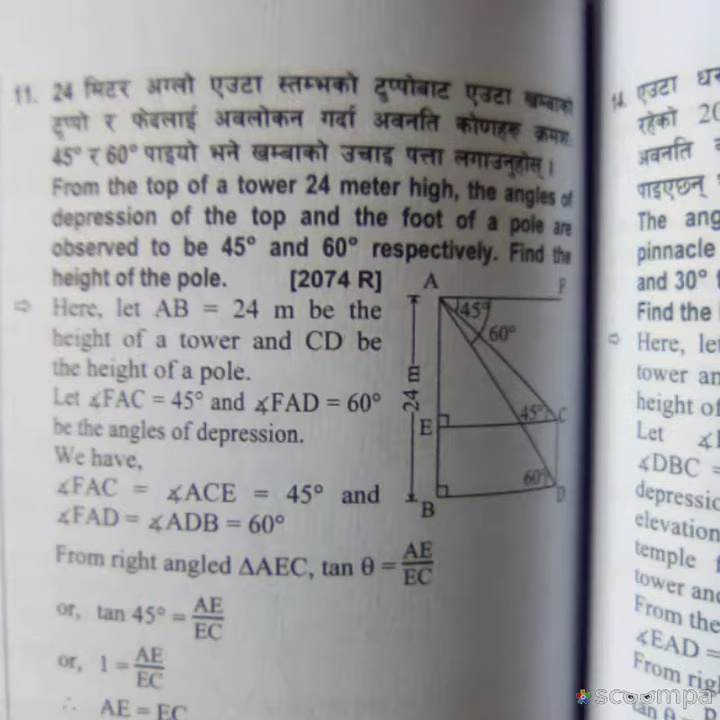 11. 24 मिटर अग्लो एउटा स्तम्भको टुप्पोबाट एउटा खम्बाको
टुप्पो र फेदलाई अवलोकन गर्दा अवनति कोणहरू क्रमशः
45° र 60° पाइयो भने खम्बाको उचाइ पत्ता लगाउनुहोस् ।
From the top of a tower 24 meter high, the angles of
depression of the top and the foot of a pole are
observed to be 45° and 60° respectively. Find the
height of the pole. [2074 R]
⇨ Here, let AB = 24 m be the
height of a tower and CD be
the height of a pole.
Let ∡FAC = 45° and ∡FAD = 60°
be the angles of depression.
We have,
∡FAC = ∡ACE = 45° and
∡FAD = ∡ADB = 60°
From right angled ΔAEC, tan θ = AE/EC
or, tan 45° = AE/EC
or, 1 = AE/EC
∴ AE = EC
A F
45°
60°
24 m
E 45° C
60°
B D
14. एउटा
रहेको 20
अवनति
पाइएछन्
The ang
pinnacle
and 30°
Find the
⇨ Here, let
tower an
height of
Let
∡DBC =
depressio
elevation
temple
tower and
From the
∡EAD =
From righ
tan θ =
scoompa